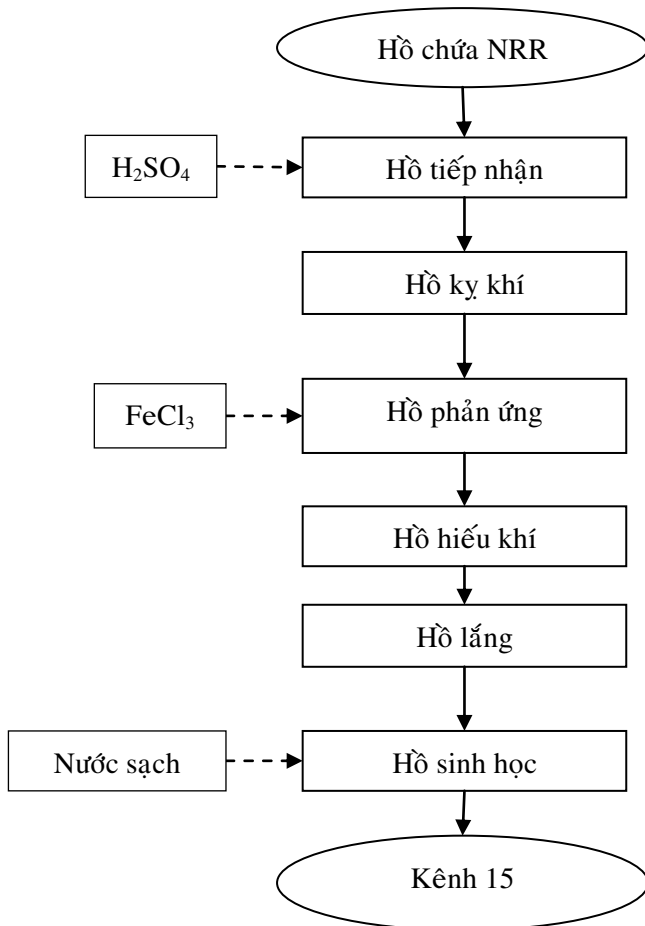 Hồ chứa NRR
H₂SO₄
Hồ tiếp nhận
Hồ kỵ khí
FeCl₃
Hồ phản ứng
Hồ hiếu khí
Hồ lắng
Nước sạch
Hồ sinh học
Kênh 15